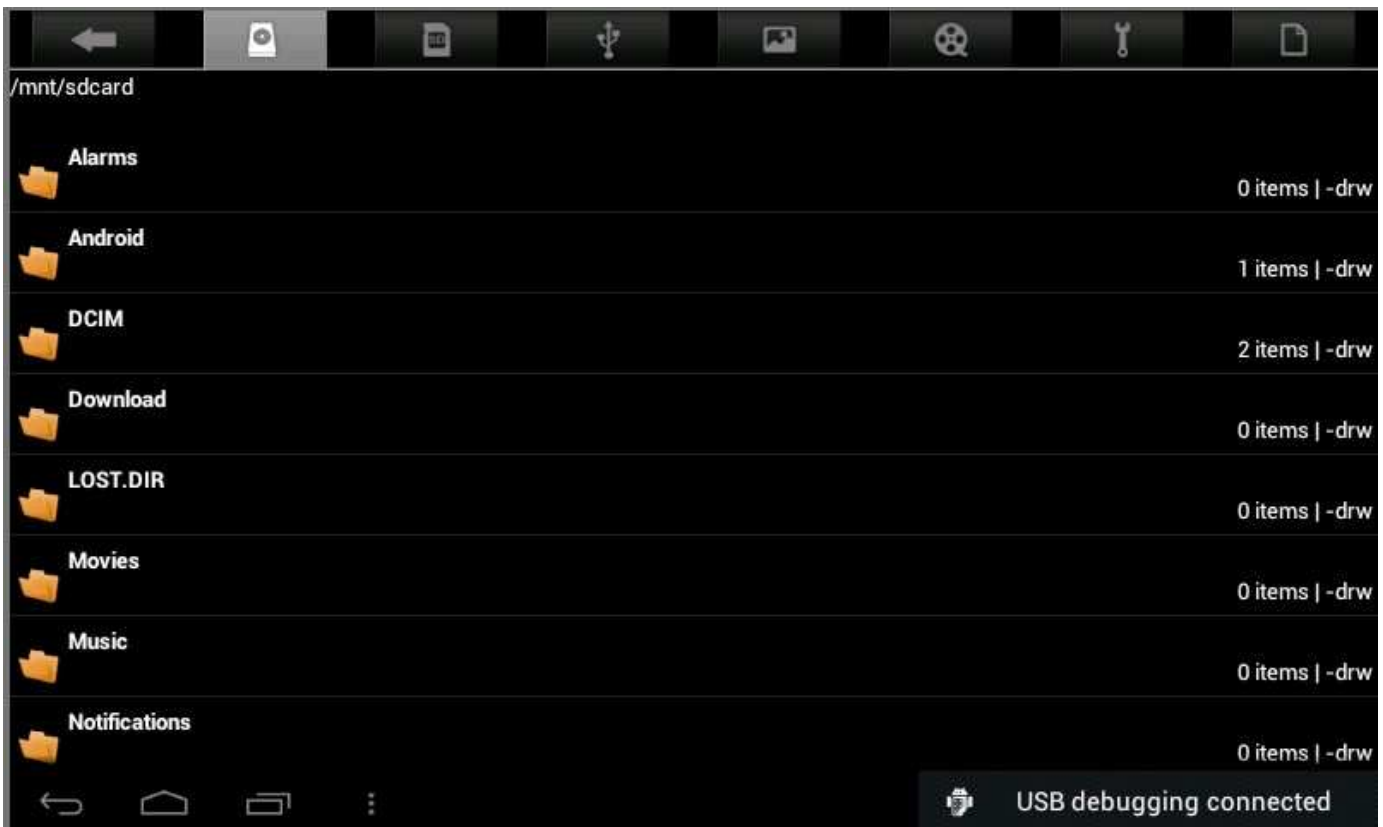 /mnt/sdcard
Alarms
0 items | -drw
Android
1 items | -drw
DCIM
2 items | -drw
Download
0 items | -drw
LOST.DIR
0 items | -drw
Movies
0 items | -drw
Music
0 items | -drw
Notifications
0 items | -drw
USB debugging connected